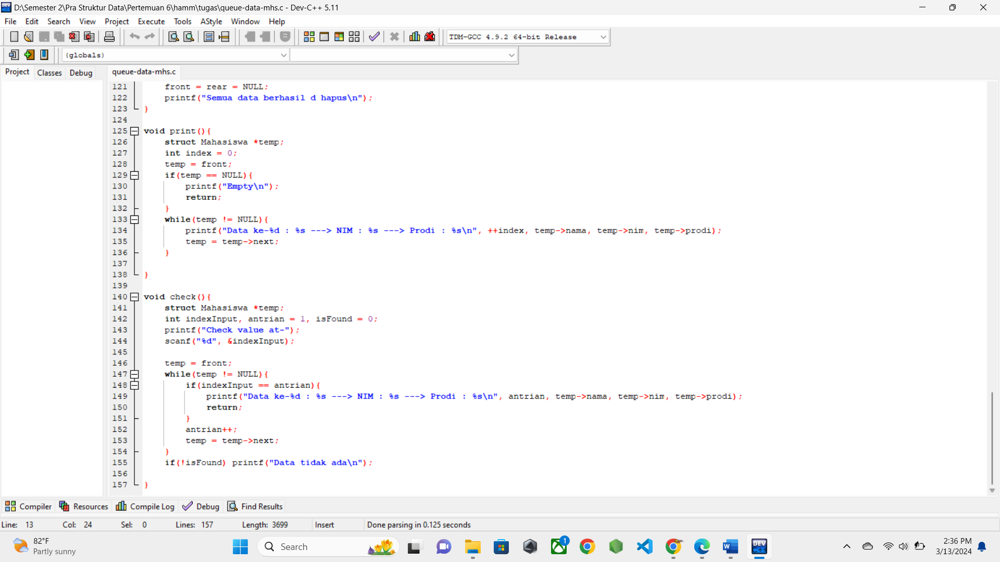 D:\Semester 2\Pra Struktur Data\Pertemuan 6\hamm\tugas\queue-data-mhs.c - Dev-C++ 5.11
File Edit Search View Project Execute Tools AStyle Window Help
TDM-GCC 4.9.2 64-bit Release
(globals)
Project Classes Debug queue-data-mhs.c
121 front = rear = NULL;
122 printf("Semua data berhasil d hapus\n");
123 }
124
125 void print(){
126 struct Mahasiswa *temp;
127 int index = 0;
128 temp = front;
129 if(temp == NULL){
130 printf("Empty\n");
131 return;
132 }
133 while(temp != NULL){
134 printf("Data ke-%d : %s ---> NIM : %s ---> Prodi : %s\n", ++index, temp->nama, temp->nim, temp->prodi);
135 temp = temp->next;
136 }
137
138 }
139
140 void check(){
141 struct Mahasiswa *temp;
142 int indexInput, antrian = 1, isFound = 0;
143 printf("Check value at-");
144 scanf("%d", &indexInput);
145
146 temp = front;
147 while(temp != NULL){
148 if(indexInput == antrian){
149 printf("Data ke-%d : %s ---> NIM : %s ---> Prodi : %s\n", antrian, temp->nama, temp->nim, temp->prodi);
150 return;
151 }
152 antrian++;
153 temp = temp->next;
154 }
155 if(!isFound) printf("Data tidak ada\n");
156
157 }
Compiler Resources Compile Log Debug Find Results
Line: 13 Col: 24 Sel: 0 Lines: 157 Length: 3699 Insert Done parsing in 0.125 seconds
82°F
Partly sunny
Search
1
DEV
C++
2:36 PM
3/13/2024